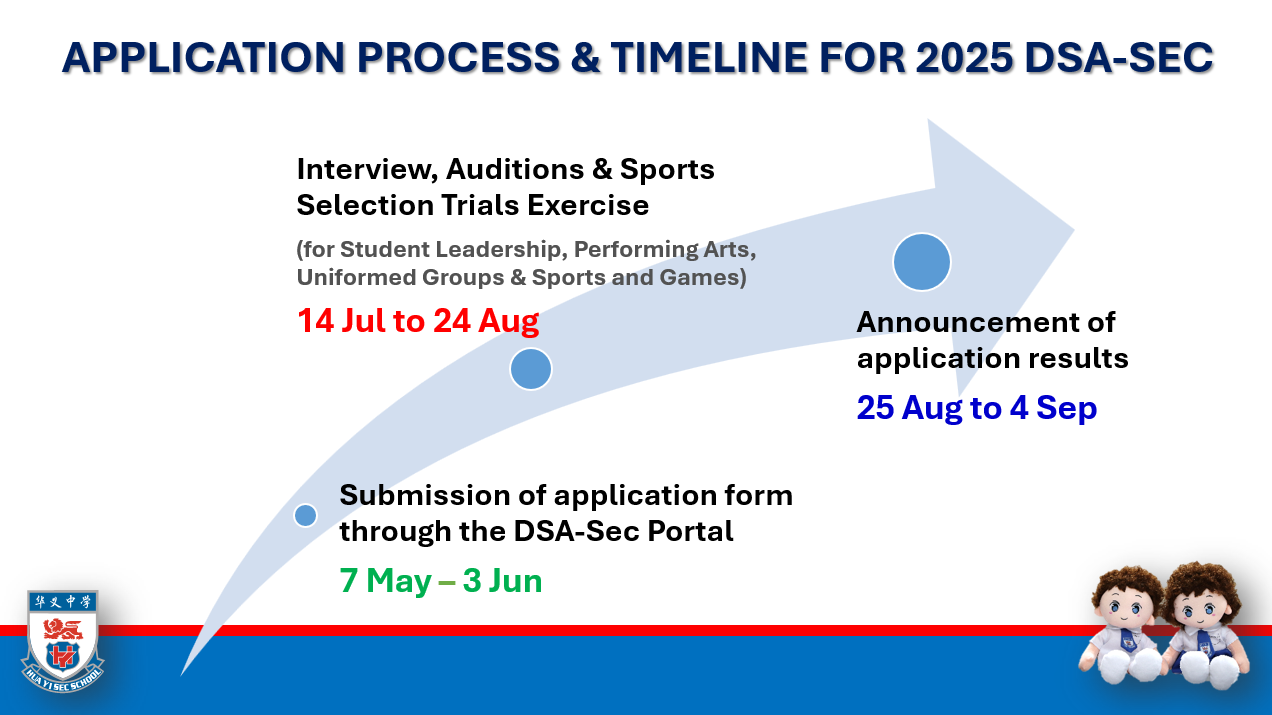 APPLICATION PROCESS & TIMELINE FOR 2025 DSA-SEC
Interview, Auditions & Sports
Selection Trials Exercise
(for Student Leadership, Performing Arts,
Uniformed Groups & Sports and Games)
14 Jul to 24 Aug
Announcement of
application results
25 Aug to 4 Sep
Submission of application form
through the DSA-Sec Portal
7 May – 3 Jun
华义中学
HUA YI SEC SCHOOL